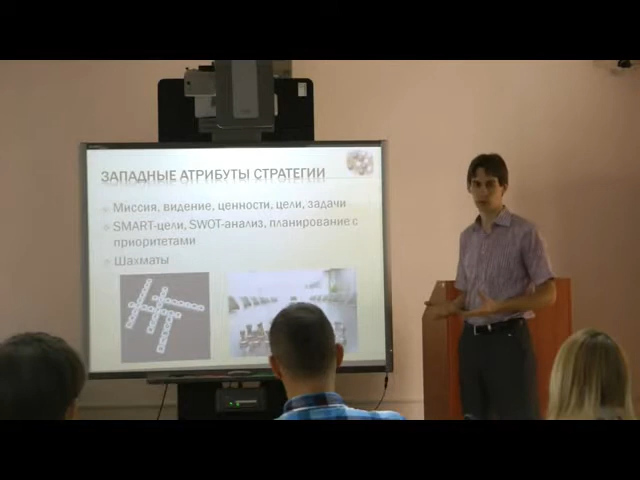 ЗАПАДНЫЕ АТРИБУТЫ СТРАТЕГИИ
Миссия, видение, ценности, цели, задачи
SMART-цели, SWOT-анализ, планирование с
приоритетами
Шахматы